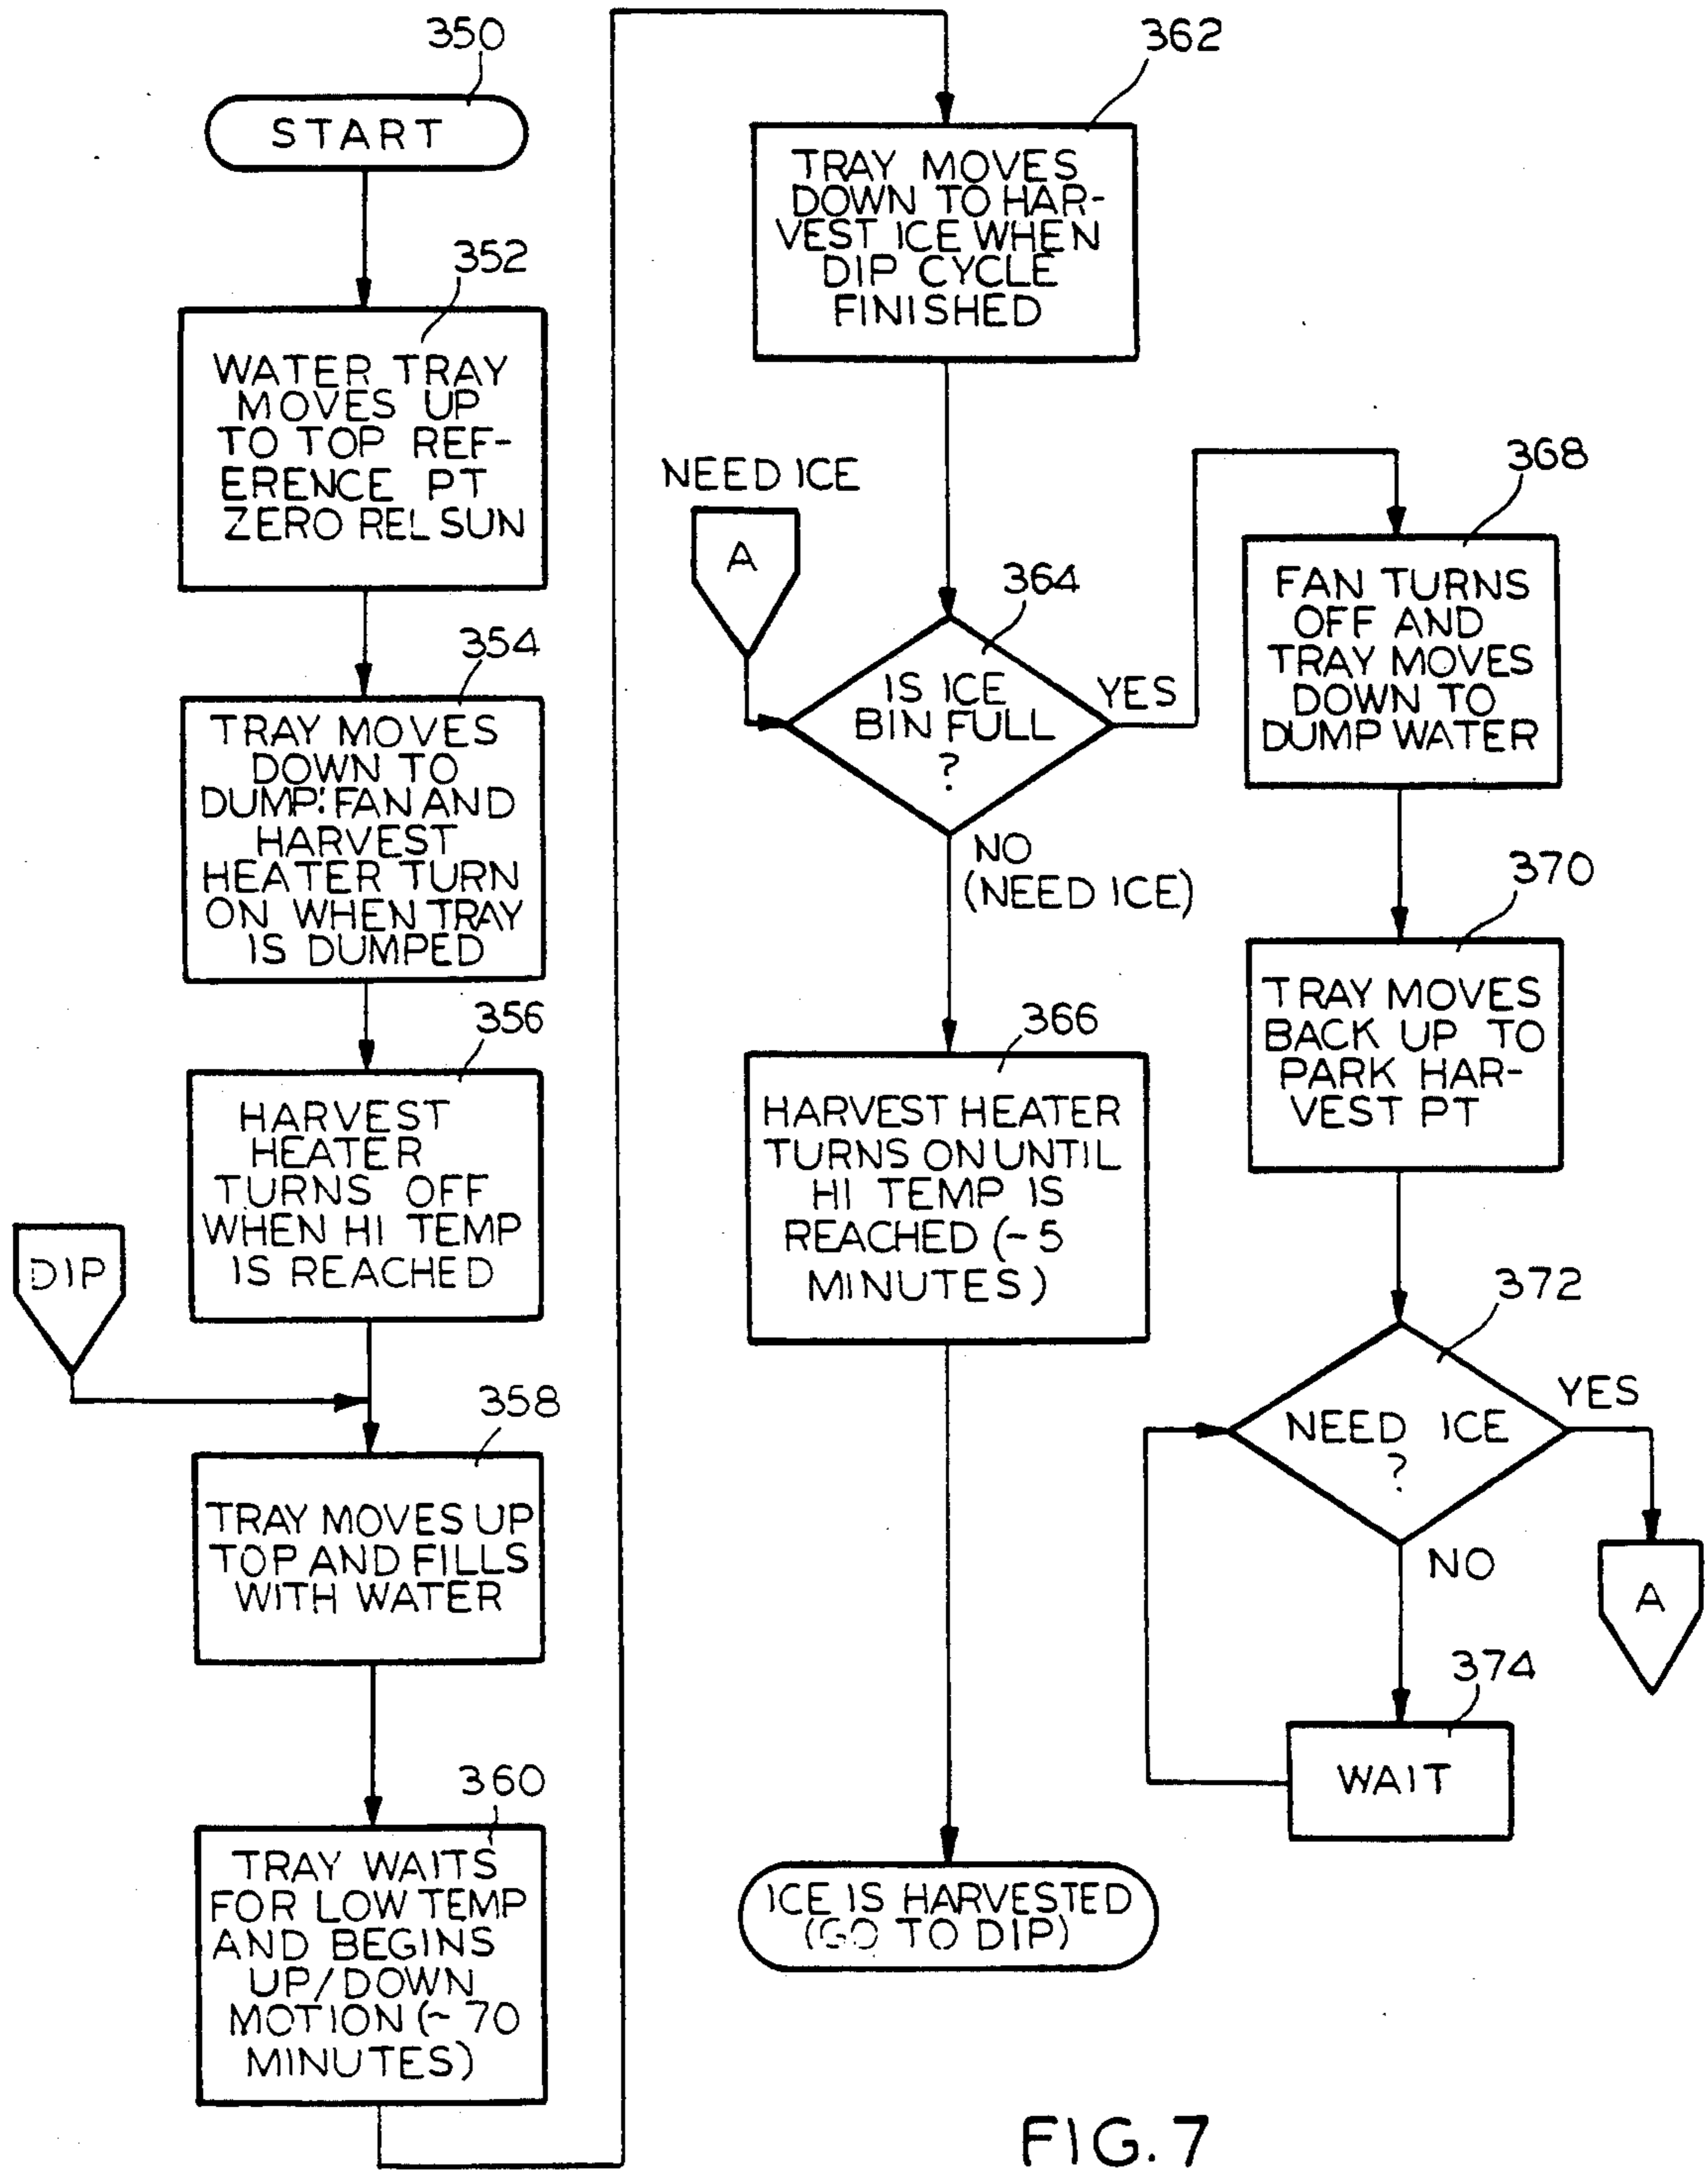 350
START
352
WATER TRAY
MOVES UP
TO TOP REF-
ERENCE PT
ZERO REL SUN
354
TRAY MOVES
DOWN TO
DUMP: FAN AND
HARVEST
HEATER TURN
ON WHEN TRAY
IS DUMPED
356
HARVEST
HEATER
TURNS OFF
WHEN HI TEMP
IS REACHED
DIP
358
TRAY MOVES UP
TOP AND FILLS
WITH WATER
360
TRAY WAITS
FOR LOW TEMP
AND BEGINS
UP/DOWN
MOTION (~70
MINUTES)
362
TRAY MOVES
DOWN TO HAR-
VEST ICE WHEN
DIP CYCLE
FINISHED
NEED ICE
A
364
IS ICE
BIN FULL
?
YES
NO
(NEED ICE)
366
HARVEST HEATER
TURNS ON UNTIL
HI TEMP IS
REACHED (~5
MINUTES)
ICE IS HARVESTED
(GO TO DIP)
368
FAN TURNS
OFF AND
TRAY MOVES
DOWN TO
DUMP WATER
370
TRAY MOVES
BACK UP TO
PARK HAR-
VEST PT
372
NEED ICE
?
YES
NO
A
374
WAIT
FIG. 7